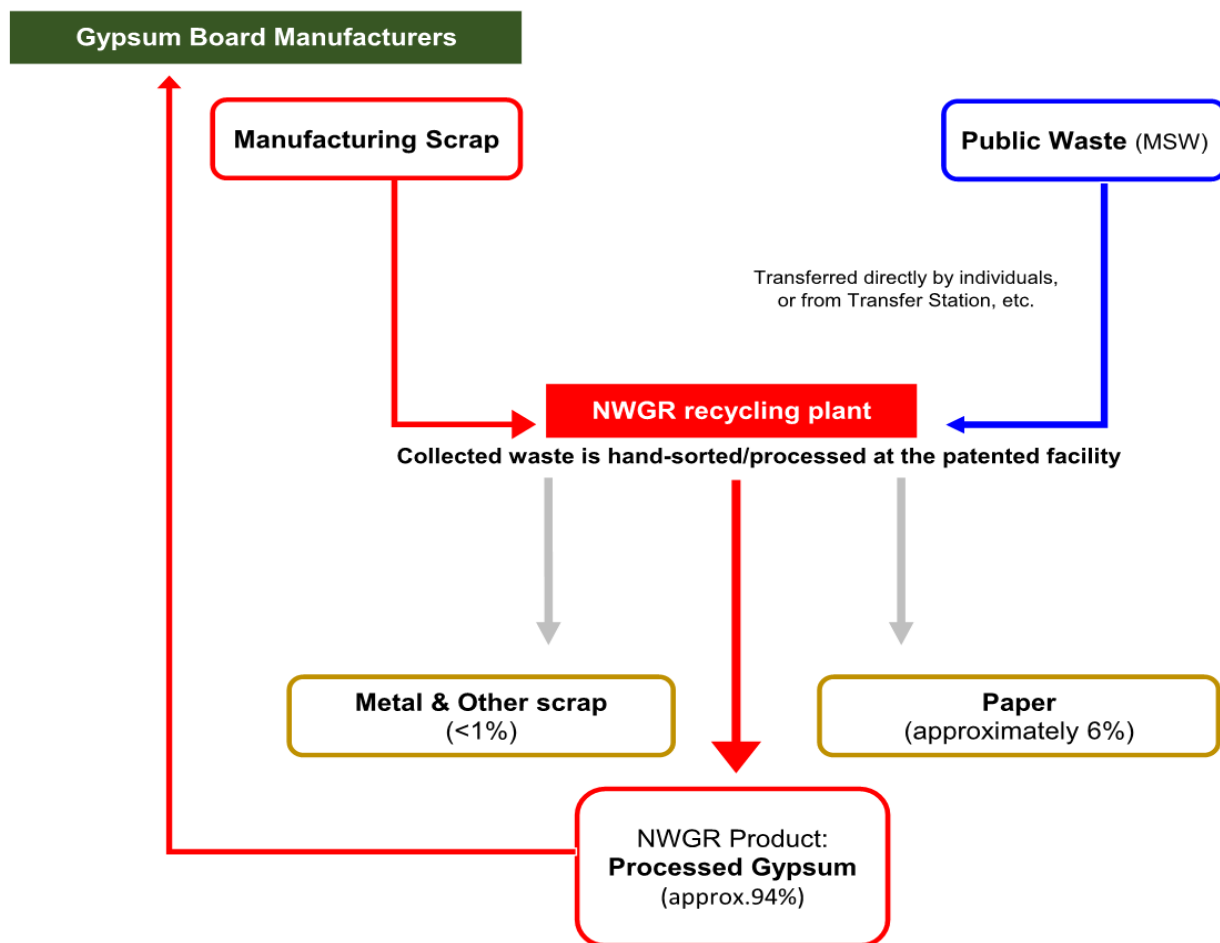 Gypsum Board Manufacturers
Manufacturing Scrap
Public Waste (MSW)
Transferred directly by individuals,
or from Transfer Station, etc.
NWGR recycling plant
Collected waste is hand-sorted/processed at the patented facility
Metal & Other scrap
(<1%)
Paper
(approximately 6%)
NWGR Product:
Processed Gypsum
(approx.94%)